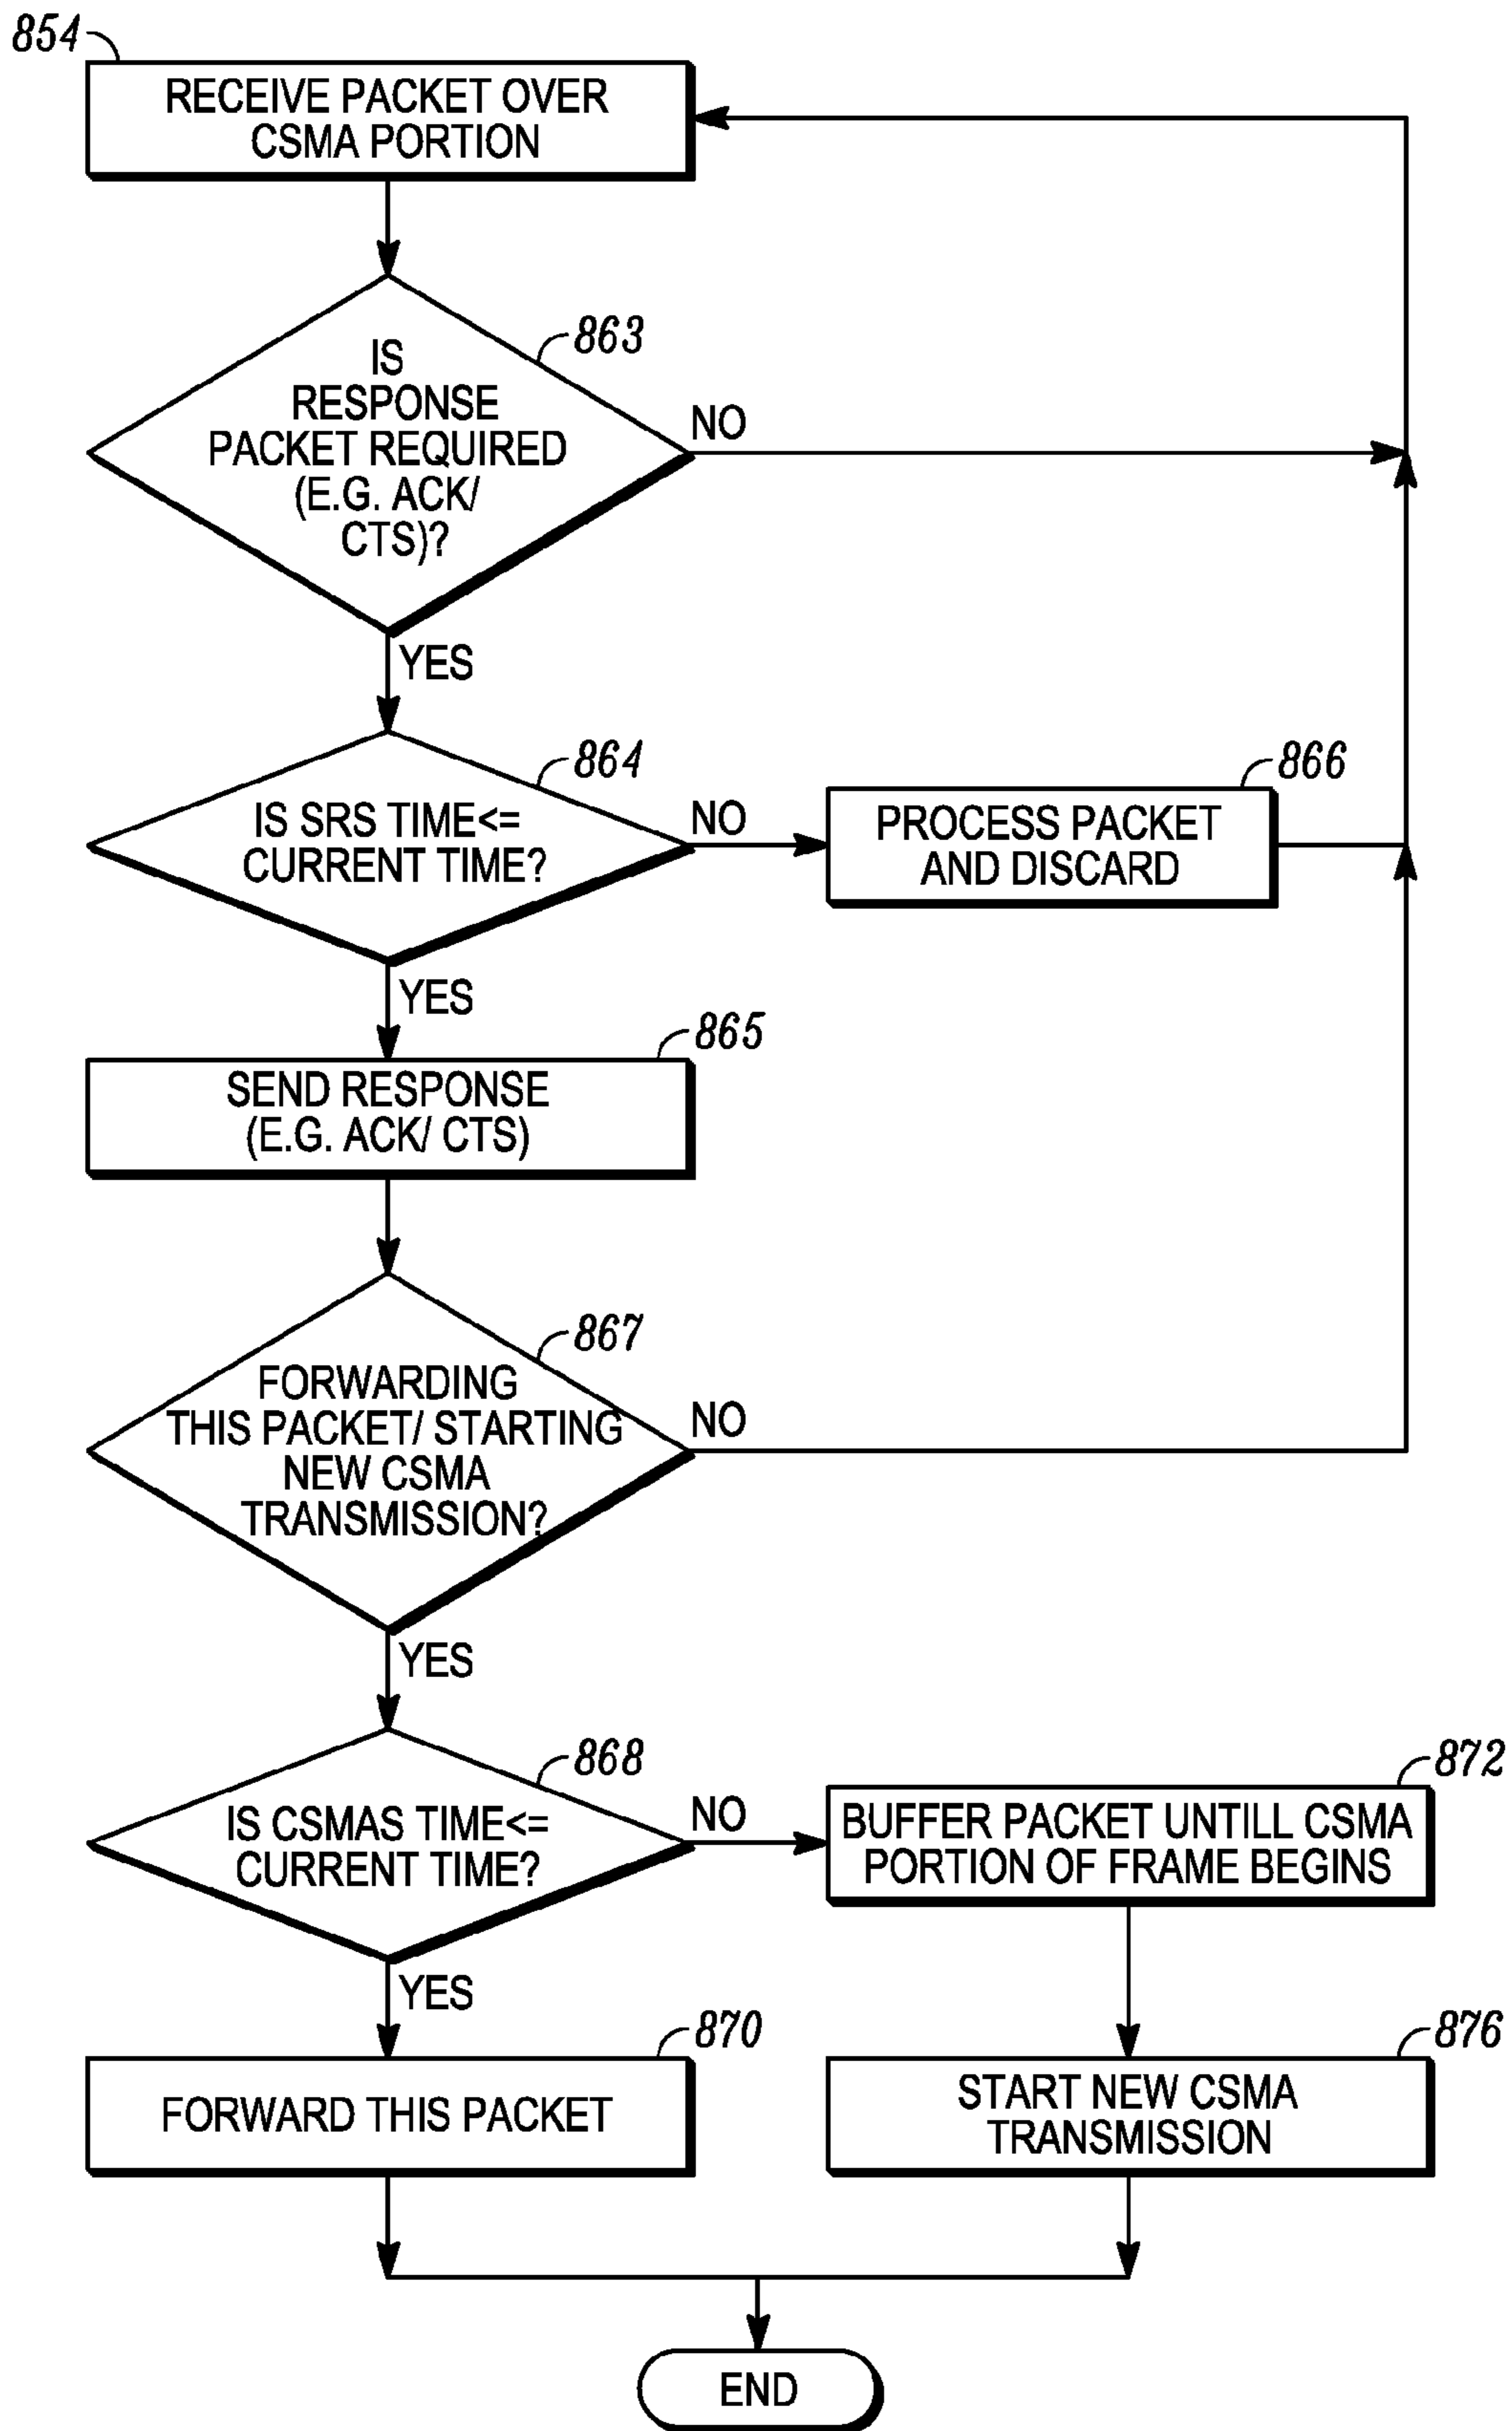 854
RECEIVE PACKET OVER
CSMA PORTION
863
IS
RESPONSE
PACKET REQUIRED
(E.G. ACK/
CTS)?
NO
YES
864
IS SRS TIME<=
CURRENT TIME?
NO
866
PROCESS PACKET
AND DISCARD
YES
865
SEND RESPONSE
(E.G. ACK/ CTS)
867
FORWARDING
THIS PACKET/ STARTING
NEW CSMA
TRANSMISSION?
NO
YES
868
IS CSMAS TIME<=
CURRENT TIME?
NO
872
BUFFER PACKET UNTILL CSMA
PORTION OF FRAME BEGINS
YES
870
FORWARD THIS PACKET
876
START NEW CSMA
TRANSMISSION
END